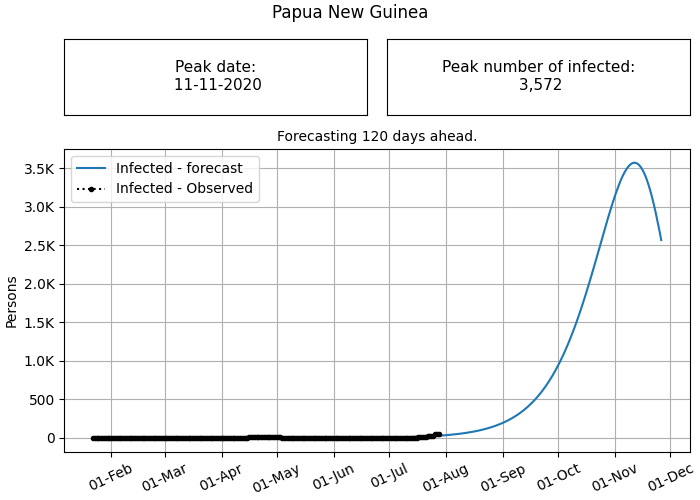 Papua New Guinea
Peak date:
11-11-2020
Peak number of infected:
3,572
Forecasting 120 days ahead.
Infected - forecast
Infected - Observed
3.5K
3.0K
2.5K
2.0K
1.5K
1.0K
500
0
Persons
01-Feb
01-Mar
01-Apr
01-May
01-Jun
01-Jul
01-Aug
01-Sep
01-Oct
01-Nov
01-Dec